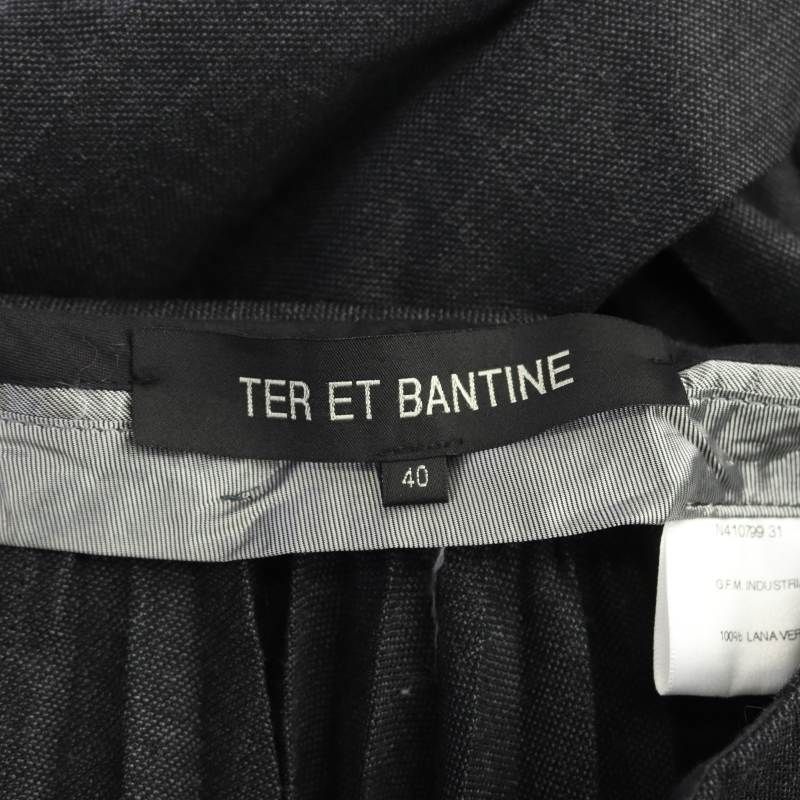 TER ET BANTINE
40
N410799 31
G.F.M. INDUSTRI
100% LANA VER